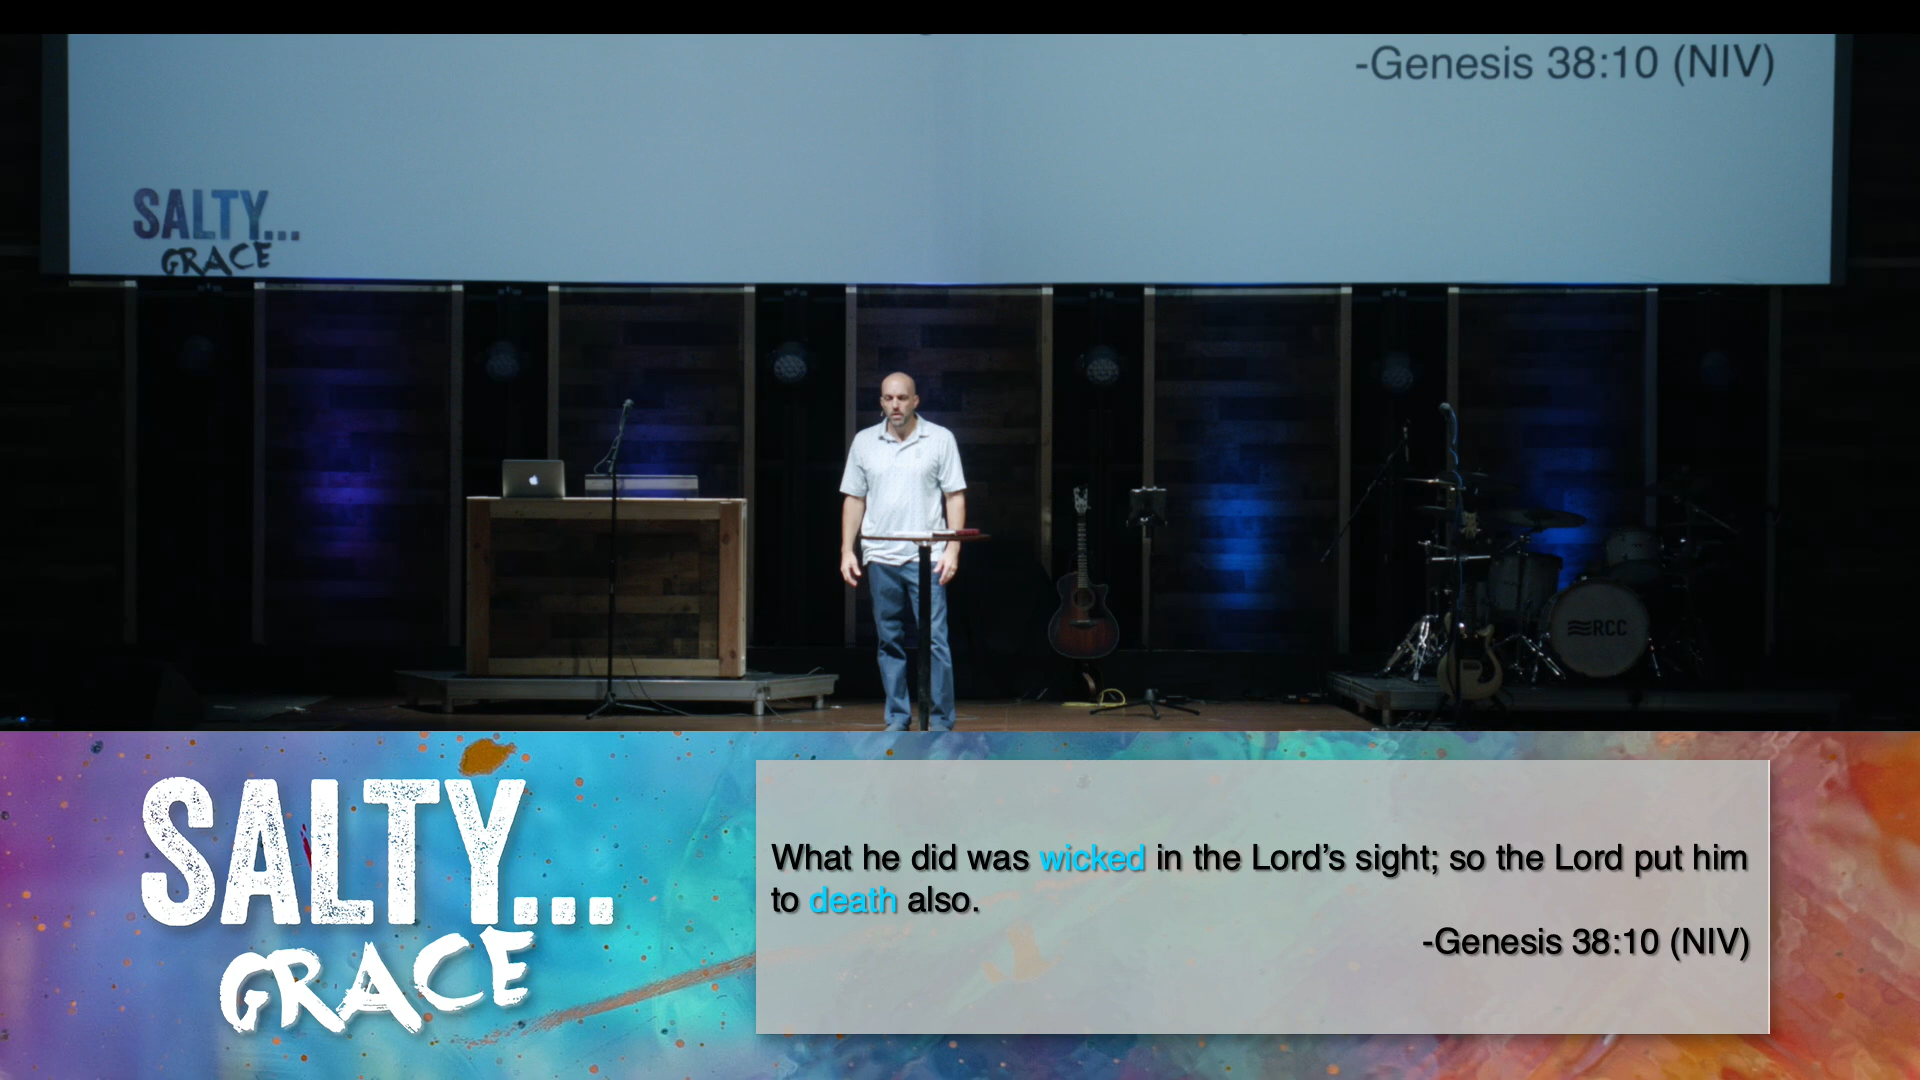 -Genesis 38:10 (NIV)
SALTY...
GRACE
RCC
SALTY...
GRACE
What he did was wicked in the Lord’s sight; so the Lord put him
to death also.
-Genesis 38:10 (NIV)